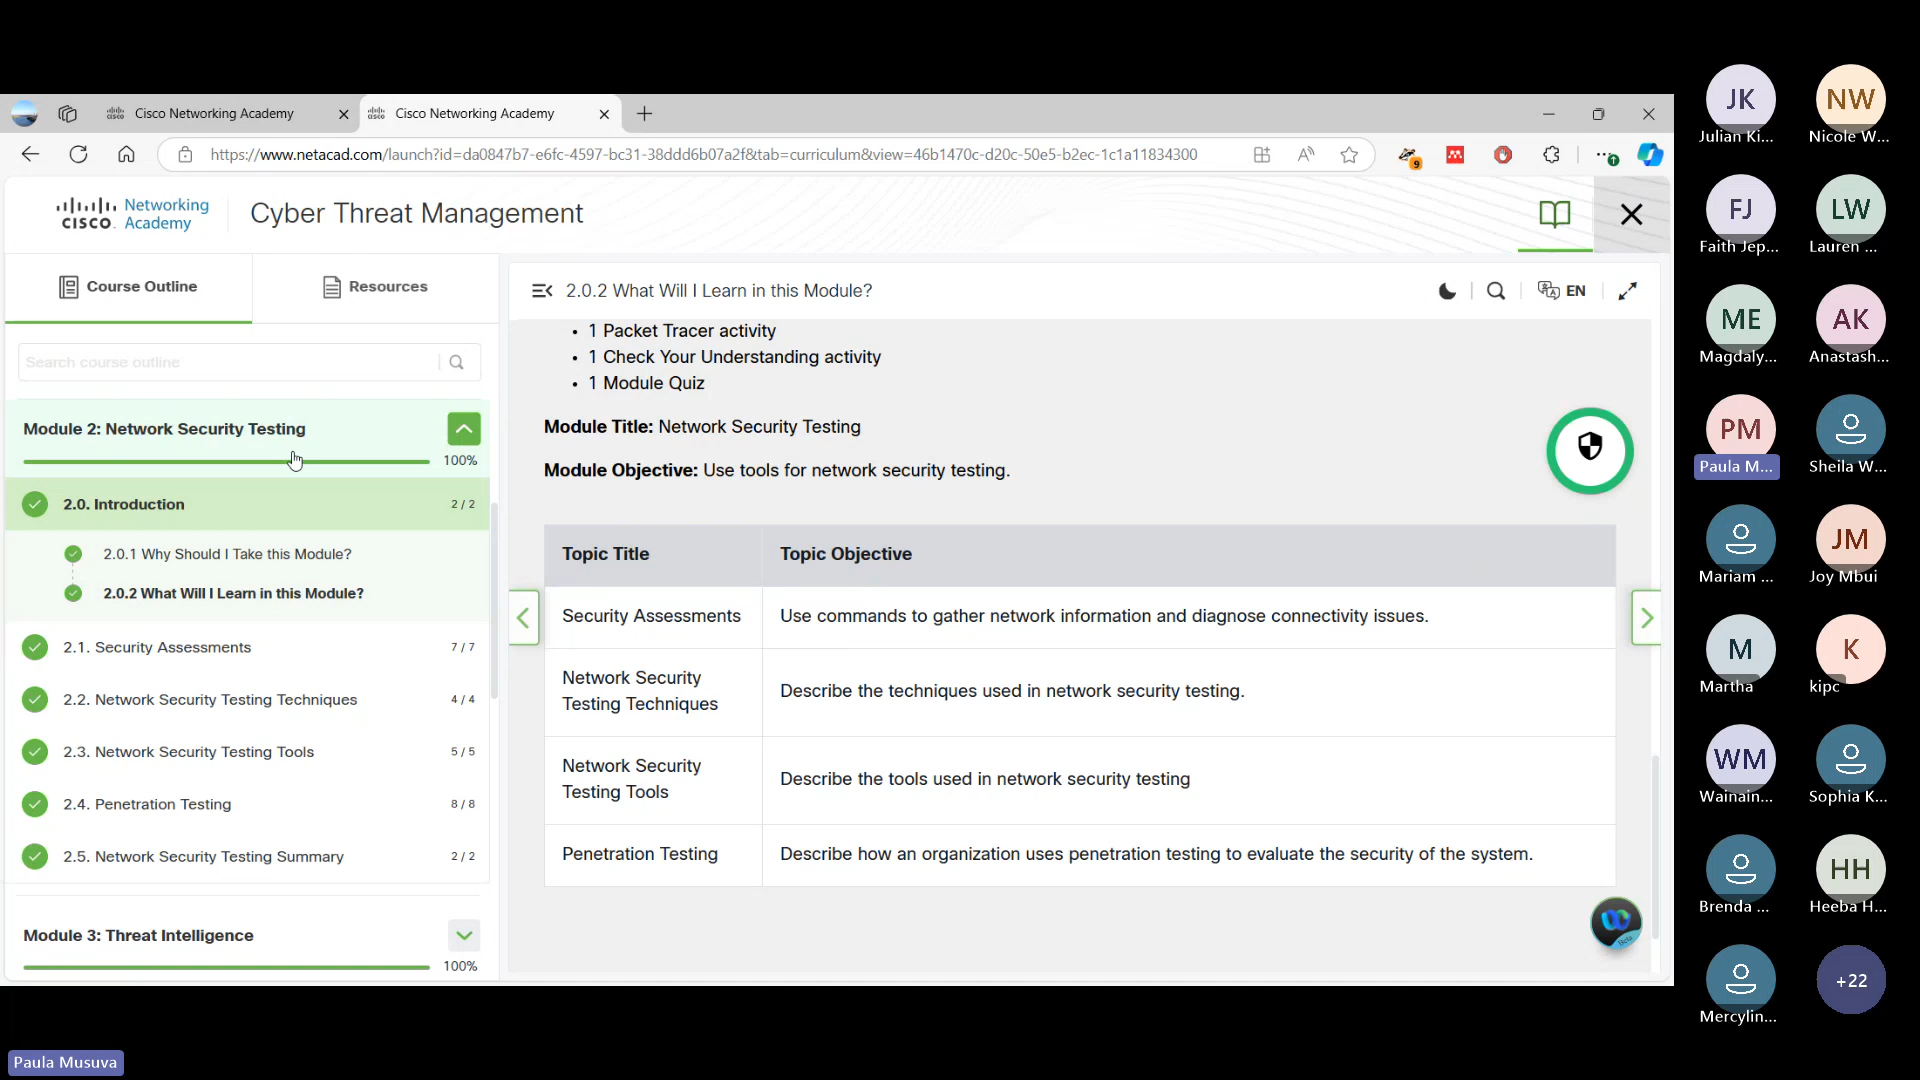 Cisco Networking Academy
Cisco Networking Academy
https://www.netacad.com/launch?id=da0847b7-e6fc-4597-bc31-38ddd6b07a2f&tab=curriculum&view=46b1470c-d20c-50e5-b2ec-1c1a11834300
9
CISCO
Networking
Academy
Cyber Threat Management
Course Outline
Resources
Search course outline
Module 2: Network Security Testing
100%
2.0. Introduction
2 / 2
2.0.1 Why Should I Take this Module?
2.0.2 What Will I Learn in this Module?
2.1. Security Assessments
7 / 7
2.2. Network Security Testing Techniques
4 / 4
2.3. Network Security Testing Tools
5 / 5
2.4. Penetration Testing
8 / 8
2.5. Network Security Testing Summary
2 / 2
Module 3: Threat Intelligence
100%
2.0.2 What Will I Learn in this Module?
EN
• 1 Packet Tracer activity
• 1 Check Your Understanding activity
• 1 Module Quiz
Module Title: Network Security Testing
Module Objective: Use tools for network security testing.
Topic Title
Topic Objective
Security Assessments
Use commands to gather network information and diagnose connectivity issues.
Network Security
Testing Techniques
Describe the techniques used in network security testing.
Network Security
Testing Tools
Describe the tools used in network security testing
Penetration Testing
Describe how an organization uses penetration testing to evaluate the security of the system.
Beta
JK
Julian Ki...
NW
Nicole W...
FJ
Faith Jep...
LW
Lauren ...
ME
Magdaly...
AK
Anastash...
PM
Paula M...
Sheila W...
Mariam ...
JM
Joy Mbui
M
Martha
K
kipc
WM
Wainain...
Sophia K...
Brenda ...
HH
Heeba H...
Mercylin...
+22
Paula Musuva